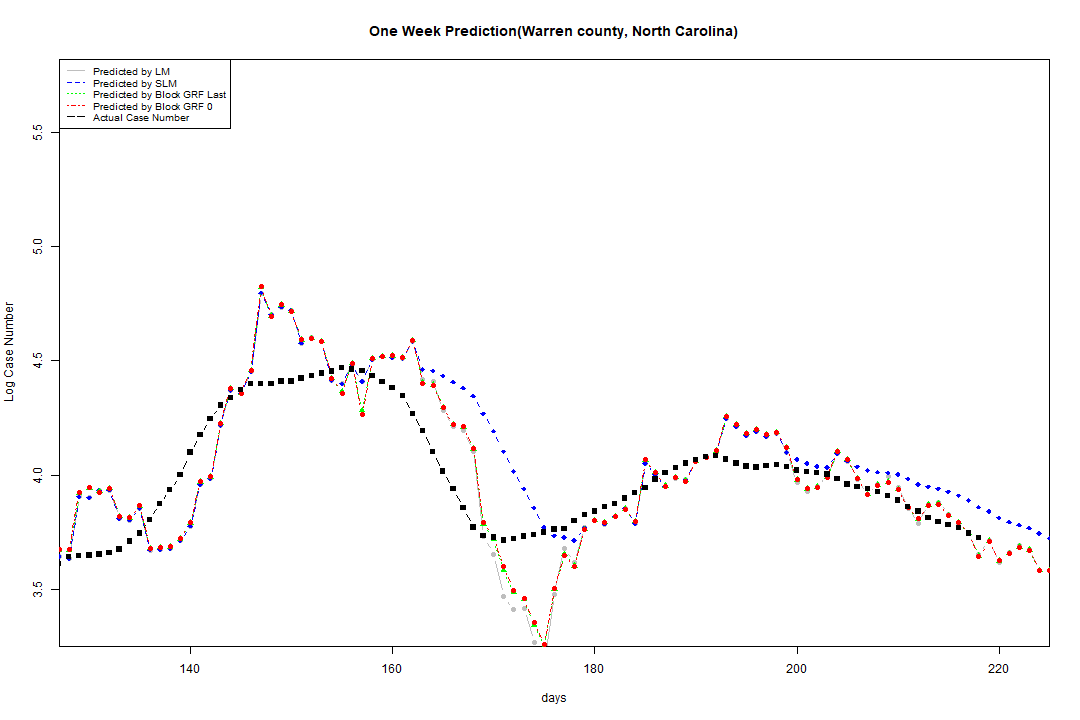 One Week Prediction(Warren county, North Carolina)
Predicted by LM
Predicted by SLM
Predicted by Block GRF Last
Predicted by Block GRF 0
Actual Case Number
5.5
5.0
4.5
4.0
3.5
Log Case Number
140 160 180 200 220
days